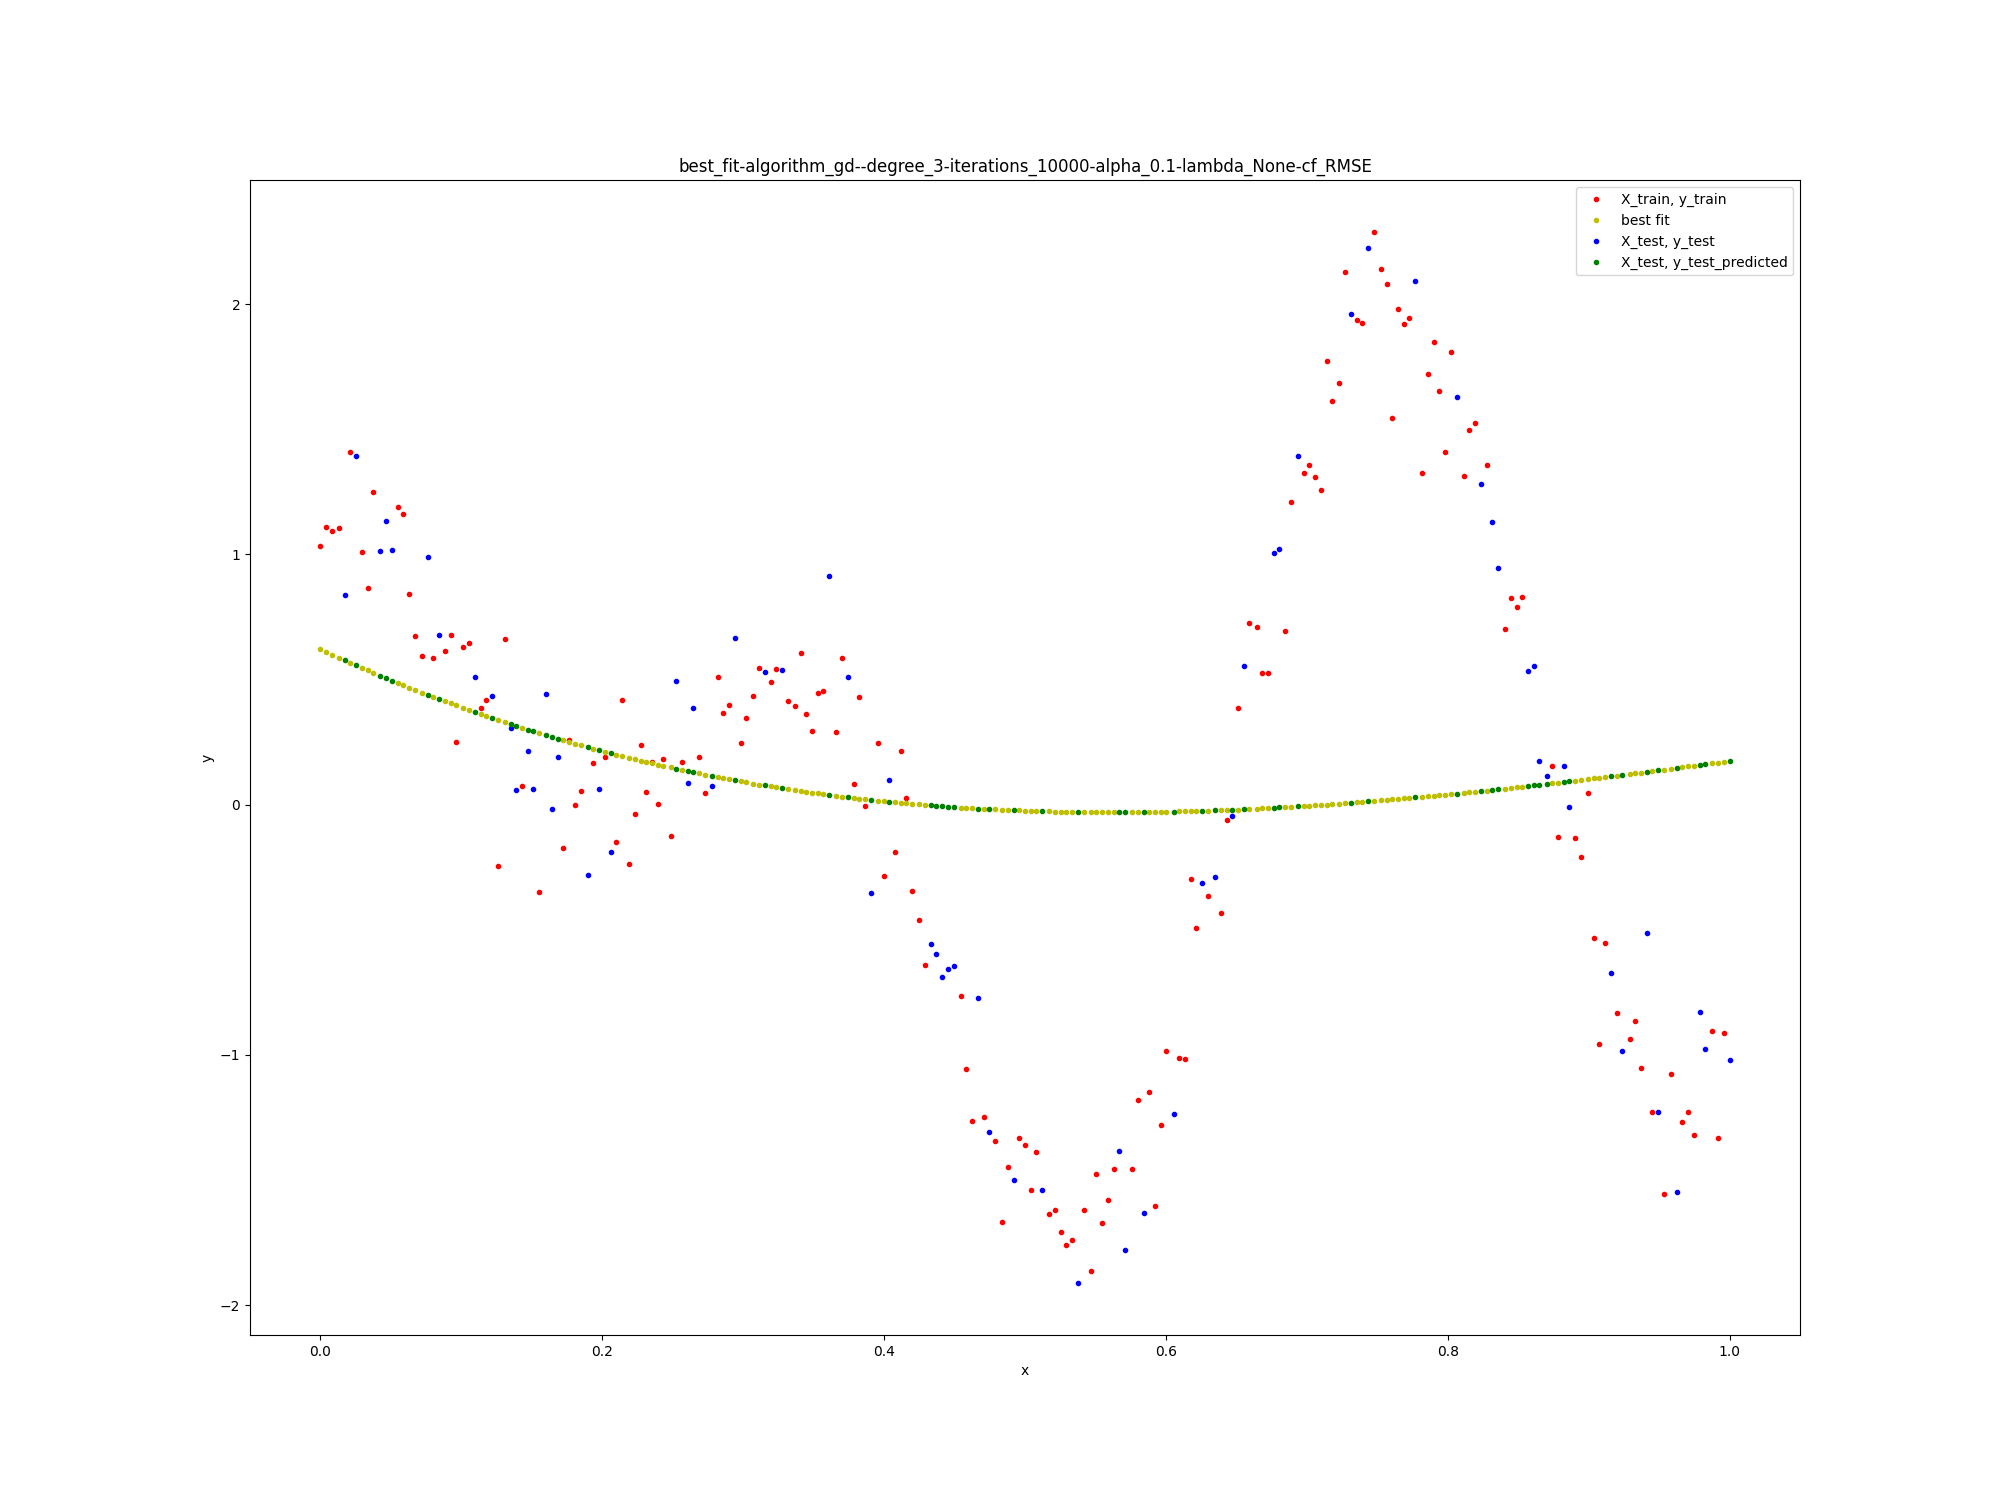 best_fit-algorithm_gd--degree_3-iterations_10000-alpha_0.1-lambda_None-cf_RMSE
X_train, y_train
best fit
X_test, y_test
X_test, y_test_predicted
2
1
0
−1
−2
y
0.0 0.2 0.4 0.6 0.8 1.0
x